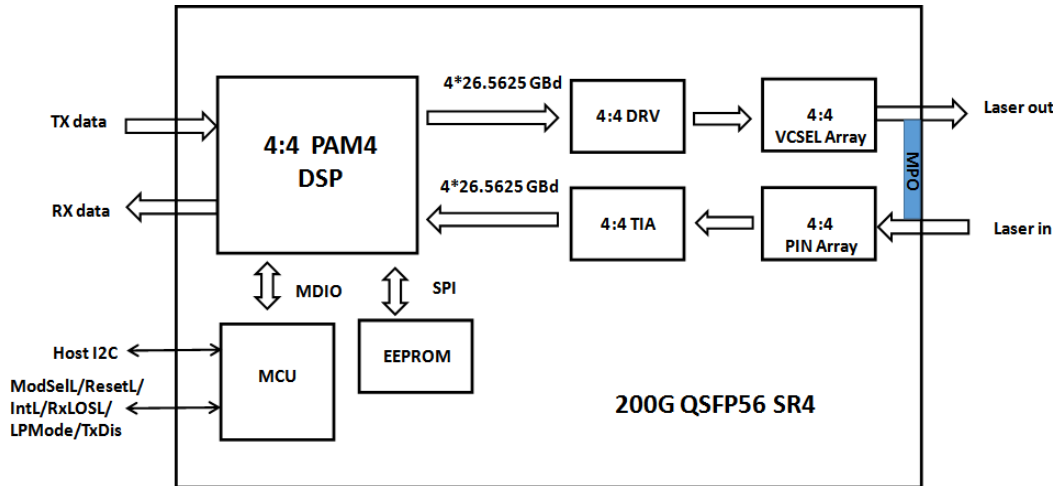 4*26.5625 GBd
TX data
4:4 PAM4
DSP
4:4 DRV
4:4
VCSEL Array
Laser out
MPO
4*26.5625 GBd
RX data
4:4 TIA
4:4
PIN Array
Laser in
MDIO
SPI
Host I2C
MCU
EEPROM
ModSelL/ResetL/
IntL/RxLOSL/
LPMode/TxDis
200G QSFP56 SR4